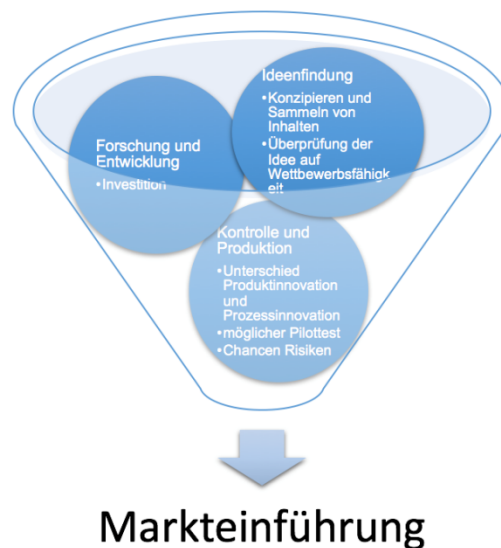 Ideenfindung
•Konzipieren und
Sammeln von
Inhalten
•Überprüfung der
Idee auf
Wettbewerbsfähigk
eit
Forschung und
Entwicklung
•Investition
Kontrolle und
Produktion
•Unterschied
Produktinnovation
und
Prozessinnovation
•möglicher Pilottest
•Chancen Risiken
Markteinführung